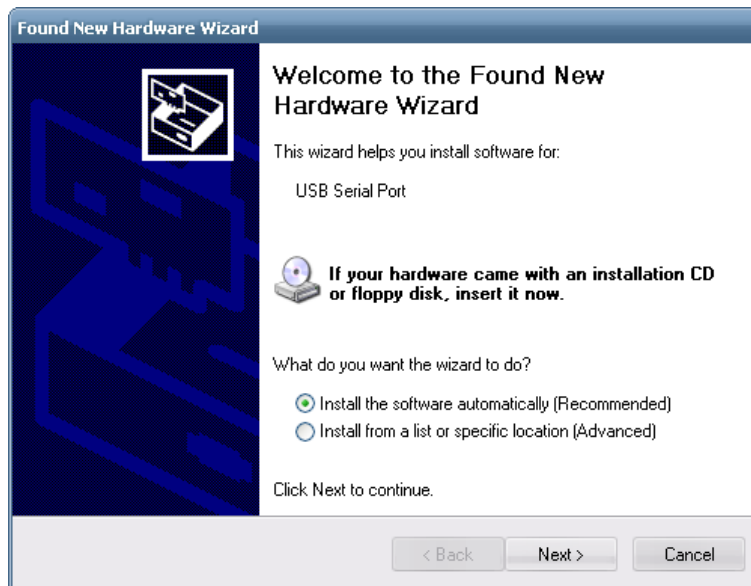 Found New Hardware Wizard
Welcome to the Found New
Hardware Wizard
This wizard helps you install software for:
USB Serial Port
If your hardware came with an installation CD
or floppy disk, insert it now.
What do you want the wizard to do?
Install the software automatically (Recommended)
Install from a list or specific location (Advanced)
Click Next to continue.
< Back
Next >
Cancel